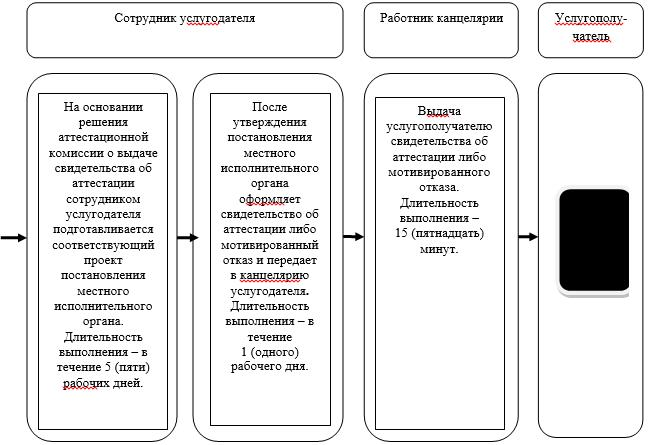 Сотрудник услугодателя
Работник канцелярии
Услугополу-
чатель
На основании
решения
аттестационной
комиссии о выдаче
свидетельства об
аттестации
сотрудником
услугодателя
подготавливается
соответствующий
проект
постановления
местного
исполнительного
органа.
Длительность
выполнения – в
течение 5 (пяти)
рабочих дней.
После
утверждения
постановления
местного
исполнительного
органа
оформляет
свидетельство об
аттестации либо
мотивированный
отказ и передает
в канцелярию
услугодателя.
Длительность
выполнения – в
течение
1 (одного)
рабочего дня.
Выдача
услугополучателю
свидетельства об
аттестации либо
мотивированного
отказа.
Длительность
выполнения –
15 (пятнадцать)
минут.